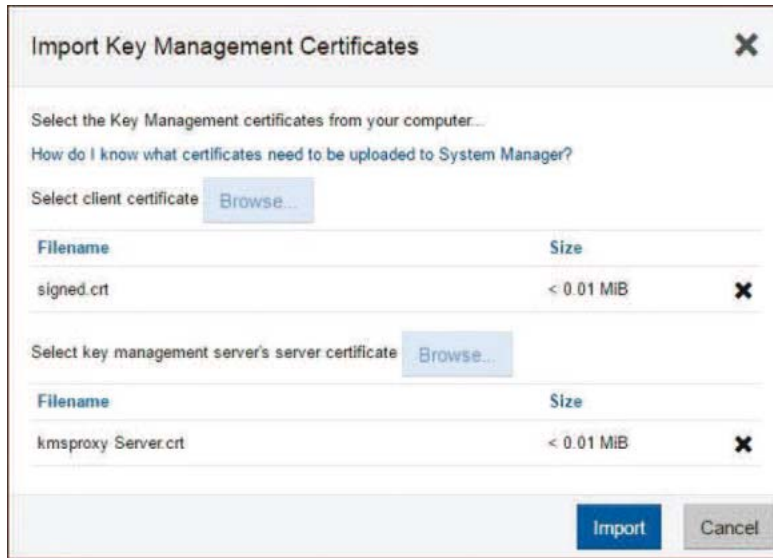 Import Key Management Certificates
Select the Key Management certificates from your computer...
How do I know what certificates need to be uploaded to System Manager?
Select client certificate Browse...
Filename Size
signed.crt < 0.01 MiB
Select key management server's server certificate Browse...
Filename Size
kmsproxy Server.crt < 0.01 MiB
Import Cancel